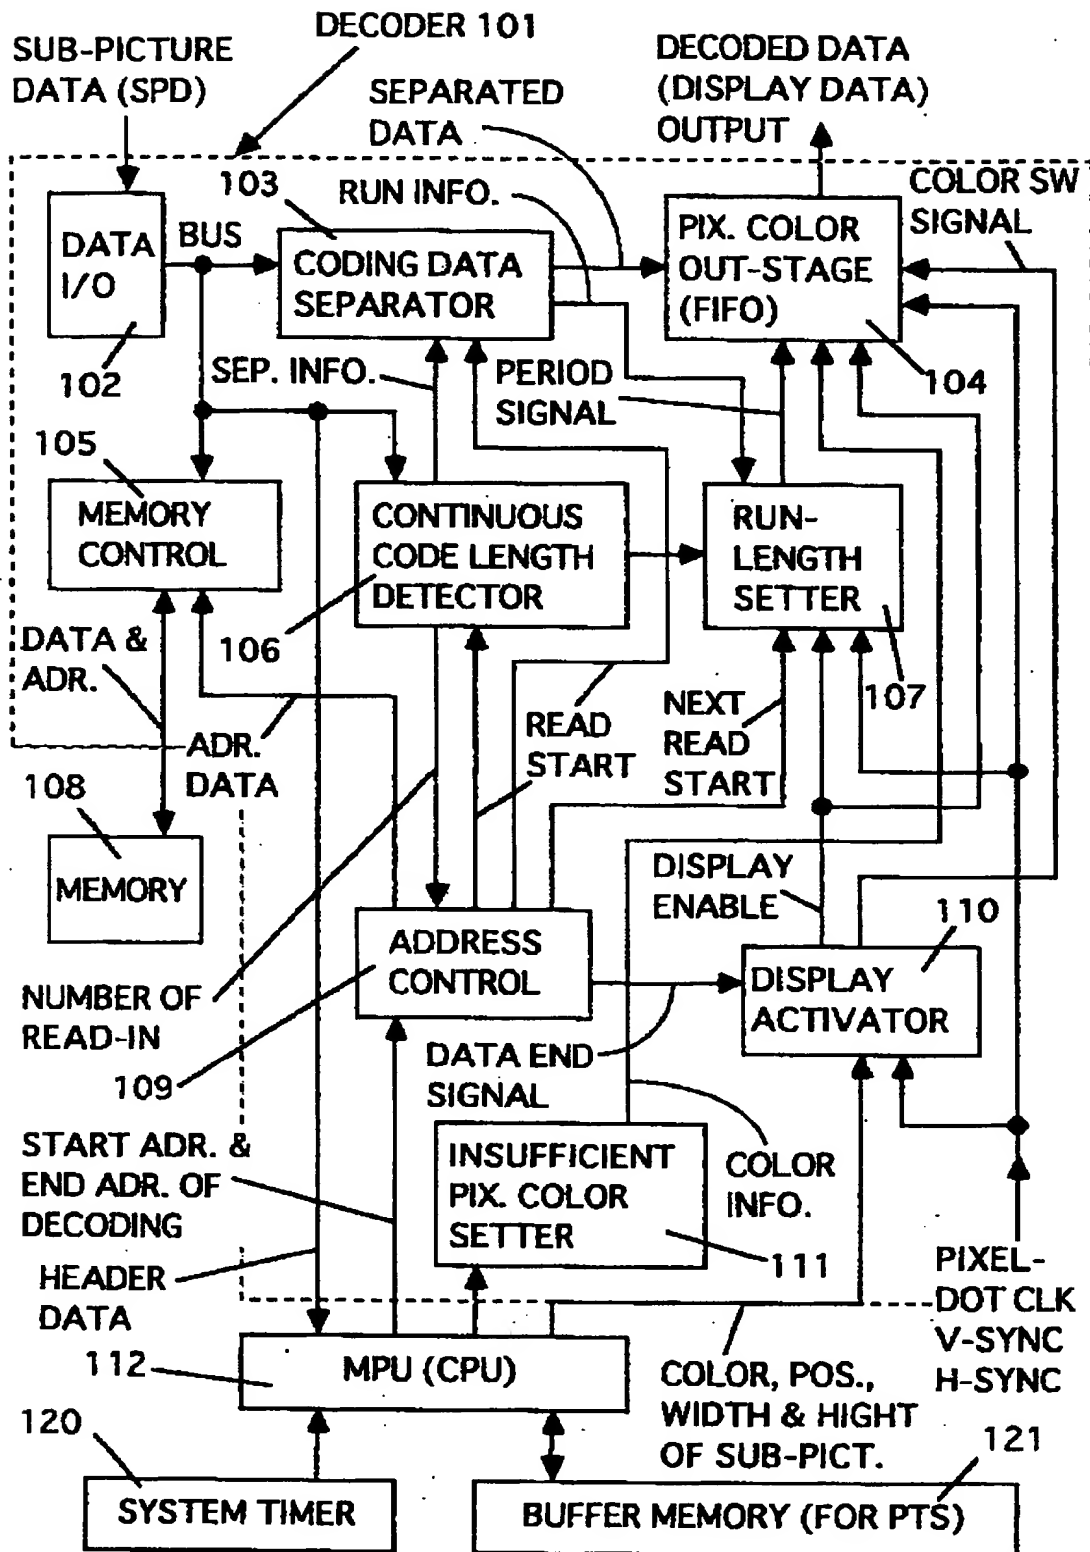 DECODER 101
SUB-PICTURE
DATA (SPD)
SEPARATED
DATA
DECODED DATA
(DISPLAY DATA)
OUTPUT
103
RUN INFO.
COLOR SW
SIGNAL
DATA
I/O
BUS
CODING DATA
SEPARATOR
PIX. COLOR
OUT-STAGE
(FIFO)
102
SEP. INFO.
PERIOD
SIGNAL
104
105
MEMORY
CONTROL
CONTINUOUS
CODE LENGTH
DETECTOR
RUN-
LENGTH
SETTER
DATA &
ADR.
106
107
ADR.
DATA
READ
START
NEXT
READ
START
108
MEMORY
DISPLAY
ENABLE
110
ADDRESS
CONTROL
DISPLAY
ACTIVATOR
NUMBER OF
READ-IN
109
DATA END
SIGNAL
START ADR. &
END ADR. OF
DECODING
INSUFFICIENT
PIX. COLOR
SETTER
COLOR
INFO.
111
HEADER
DATA
PIXEL-
DOT CLK
V-SYNC
H-SYNC
112
MPU (CPU)
COLOR, POS.,
WIDTH & HIGHT
OF SUB-PICT.
120
121
SYSTEM TIMER
BUFFER MEMORY (FOR PTS)